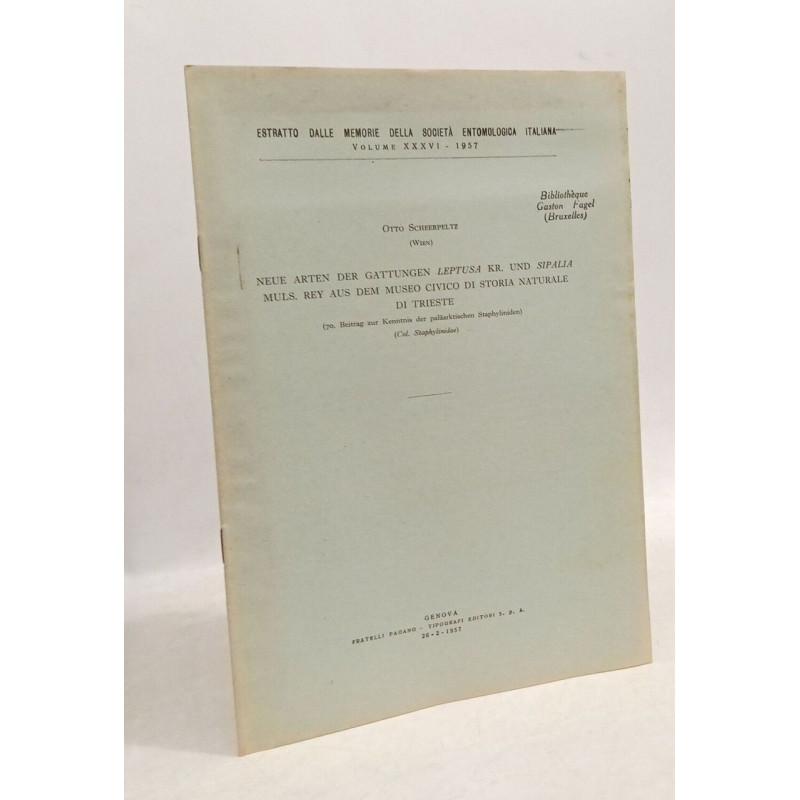 ESTRATTO DALLE MEMORIE DELLA SOCIETÀ ENTOMOLOGICA ITALIANA
VOLUME XXXVI - 1957
Bibliothèque
Gaston Fagel
(Bruxelles)
OTTO SCHEERPELTZ
(WIEN)
NEUE ARTEN DER GATTUNGEN LEPTUSA KR. UND SIPALIA
MULS. REY AUS DEM MUSEO CIVICO DI STORIA NATURALE
DI TRIESTE
(70. Beitrag zur Kenntnis der paläarktischen Staphyliniden)
(Col. Staphylinidae)
GENOVA
FRATELLI PAGANO - TIPOGRAFI EDITORI S. P. A.
26-2-1957